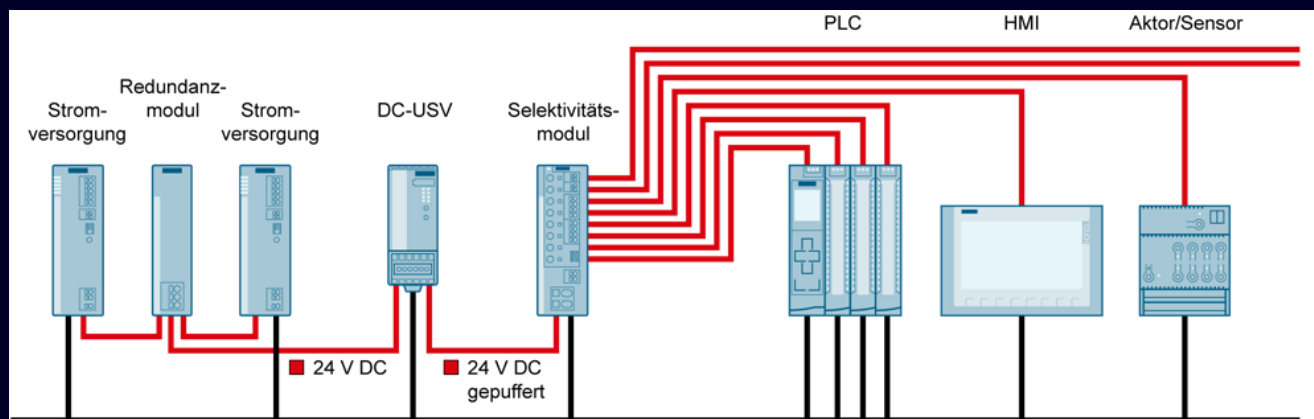 PLC
HMI
Aktor/Sensor
Strom-
versorgung
Redundanz-
modul
Strom-
versorgung
DC-USV
Selektivitäts-
modul
24 V DC
24 V DC
gepuffert